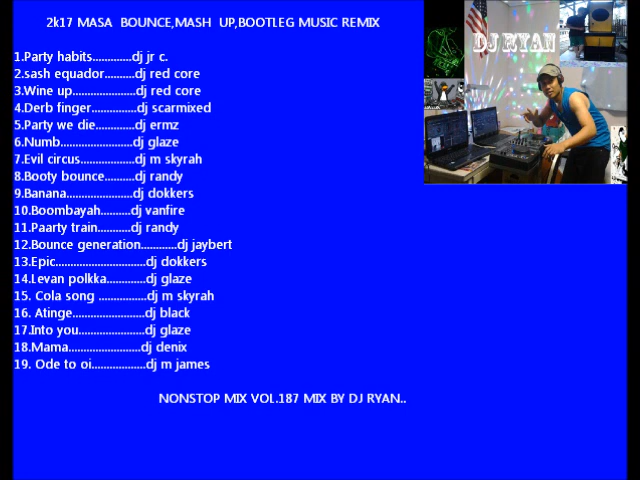 2k17 MASA  BOUNCE,MASH  UP,BOOTLEG MUSIC REMIX
DJ RYAN
1.Party habits.............dj jr c.
2.sash equador..........dj red core
3.Wine up.....................dj red core
4.Derb finger...............dj scarmixed
5.Party we die.............dj ermz
6.Numb........................dj glaze
7.Evil circus..................dj m skyrah
8.Booty bounce..........dj randy
9.Banana......................dj dokkers
10.Boombayah..........dj vanfire
11.Paarty train...........dj randy
12.Bounce generation............dj jaybert
13.Epic..............................dj dokkers
14.Levan polkka.............dj glaze
15. Cola song ................dj m skyrah
16. Atinge........................dj black
17.Into you......................dj glaze
18.Mama........................dj denix
19. Ode to oi..................dj m james
NONSTOP MIX VOL.187 MIX BY DJ RYAN..